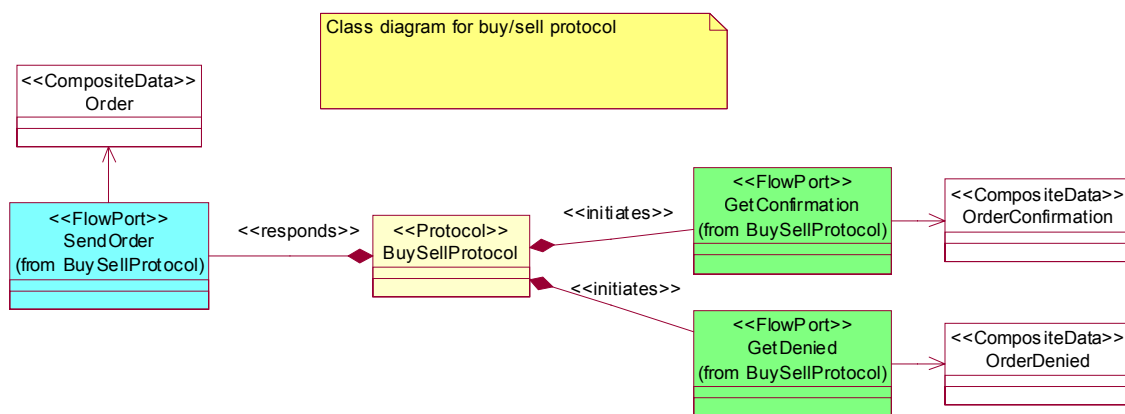 Class diagram for buy/sell protocol
<<CompositeData>>
Order
<<FlowPort>>
SendOrder
(from BuySellProtocol)
<<responds>>
<<Protocol>>
BuySellProtocol
<<initiates>>
<<initiates>>
<<FlowPort>>
GetConfirmation
(from BuySellProtocol)
<<CompositeData>>
OrderConfirmation
<<FlowPort>>
GetDenied
(from BuySellProtocol)
<<CompositeData>>
OrderDenied